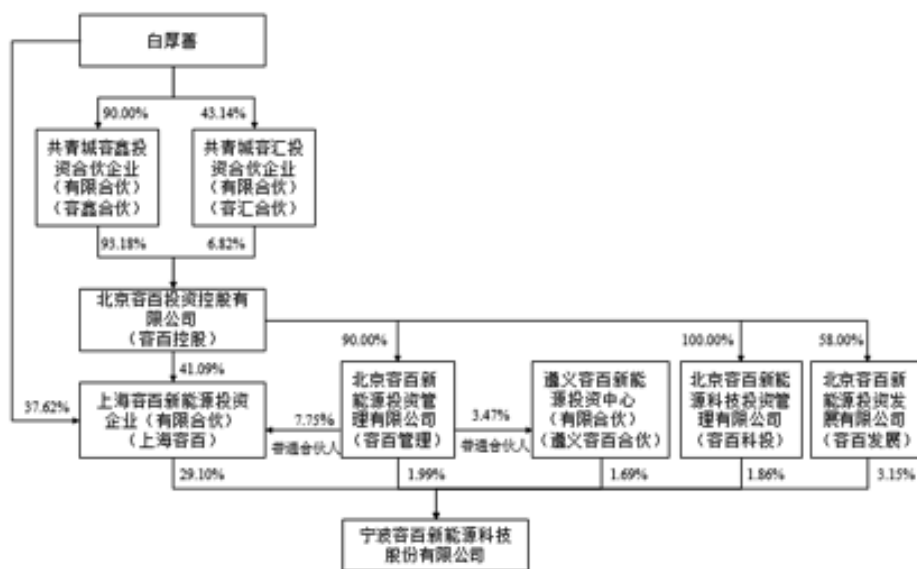 白厚善
90.00%
43.14%
共青城容鑫投
资合伙企业
（有限合伙）
（容鑫合伙）
共青城容汇投
资合伙企业
（有限合伙）
（容汇合伙）
93.18%
6.82%
北京容百投资控股有
限公司
（容百控股）
90.00%
100.00%
58.00%
41.09%
37.62%
上海容百新能源投资
企业（有限合伙）
（上海容百）
7.75%
普通合伙人
北京容百新
能源投资管
理有限公司
（容百管理）
3.47%
普通合伙人
遵义容百新能
源投资中心
（有限合伙）
（遵义容百合伙）
北京容百新能
源科技投资管
理有限公司
（容百科投）
北京容百新
能源投资发
展有限公司
（容百发展）
29.10%
1.99%
1.69%
1.86%
3.15%
宁波容百新能源科技
股份有限公司